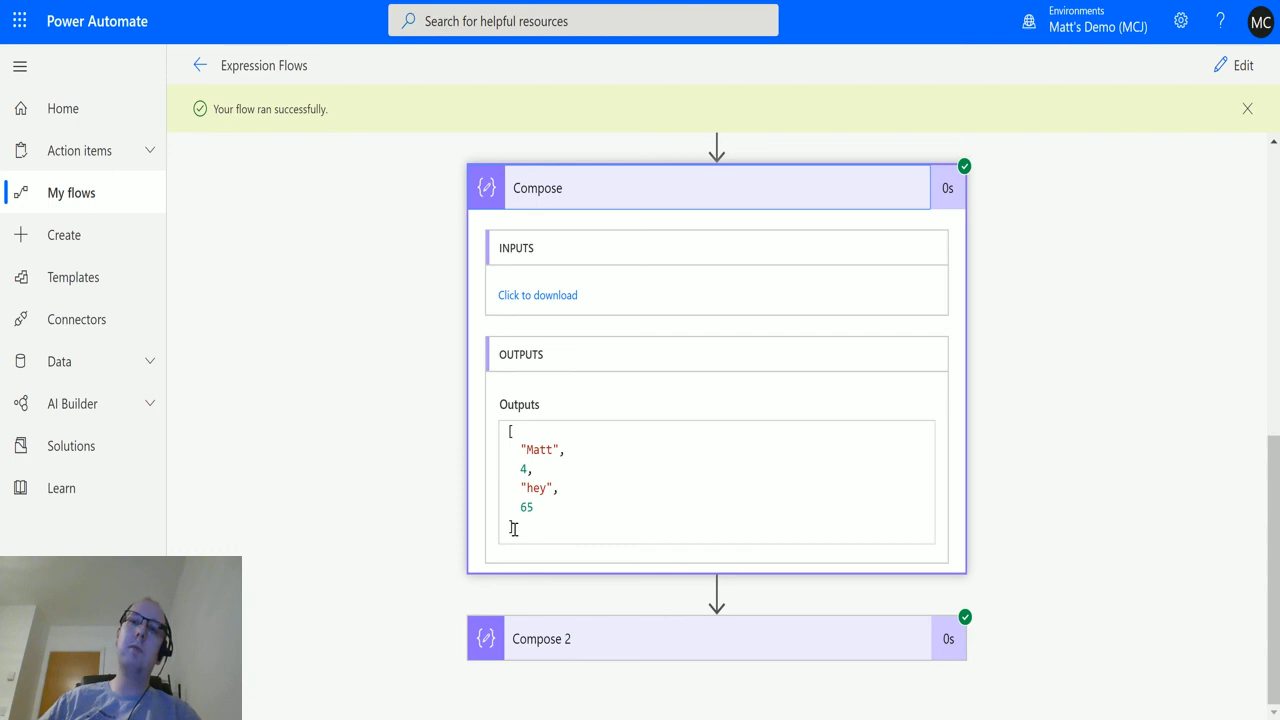 Power Automate
Search for helpful resources
Environments
Matt's Demo (MCJ)
?
MC
Expression Flows
Edit
Your flow ran successfully.
Home
Action items
My flows
Create
Templates
Connectors
Data
AI Builder
Solutions
Learn
Compose
0s
INPUTS
Click to download
OUTPUTS
Outputs
[
"Matt",
4,
"hey",
65
]
Compose 2
0s